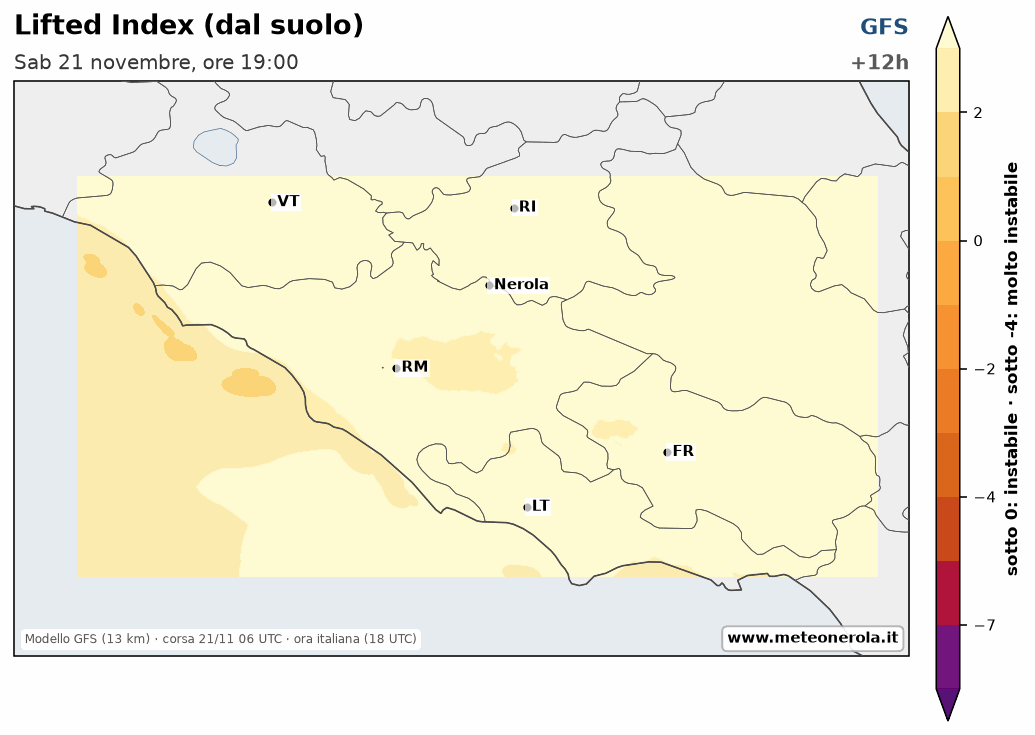 Lifted Index (dal suolo)
GFS
Sab 21 novembre, ore 19:00
+12h
VT
RI
Nerola
RM
FR
LT
2
0
−2
−4
−7
sotto 0: instabile · sotto -4: molto instabile
Modello GFS (13 km) · corsa 21/11 06 UTC · ora italiana (18 UTC)
www.meteonerola.it